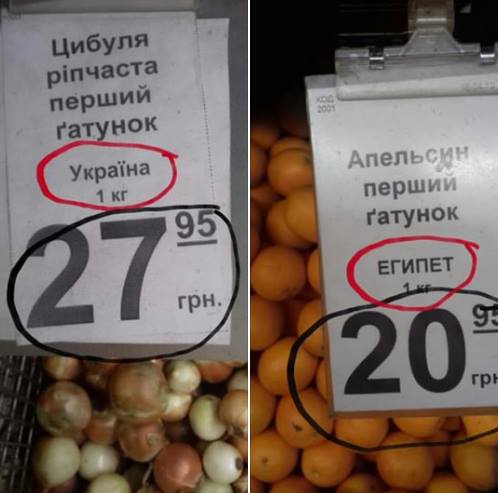 Цибуля
ріпчаста
перший
ґатунок
Україна
1 кг
27 95
грн.
КОД
2001
Апельсин
перший
ґатунок
ЕГИПЕТ
1 кг
20 95
грн